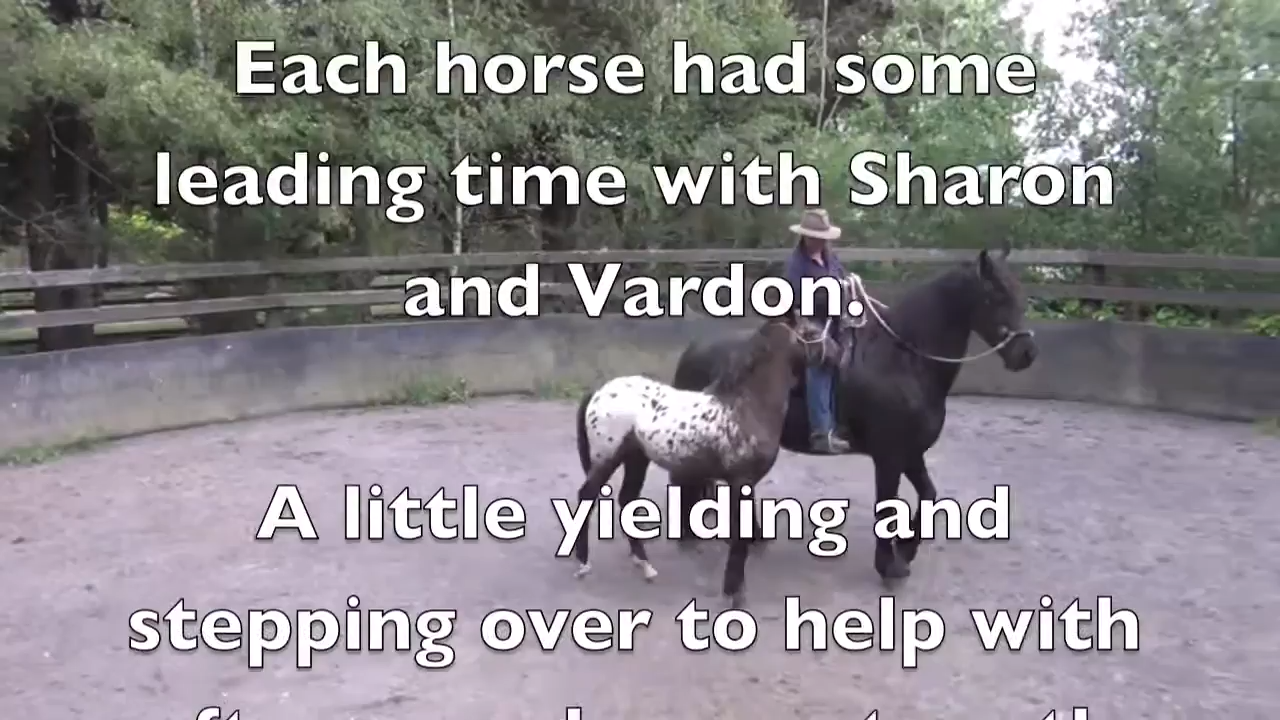 Each horse had some
leading time with Sharon
and Vardon.
A little yielding and
stepping over to help with